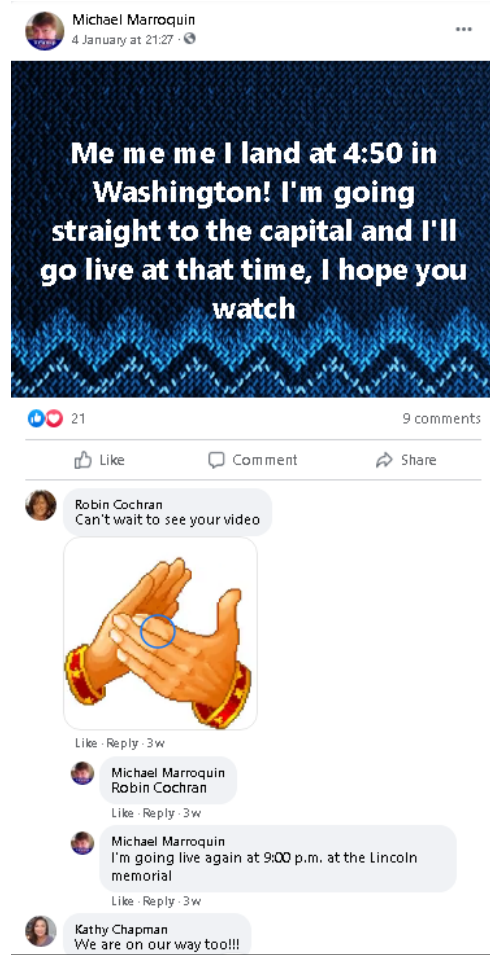 Michael Marroquin
4 January at 21:27 ·
Me me me I land at 4:50 in
Washington! I'm going
straight to the capital and I'll
go live at that time, I hope you
watch
21
9 comments
Like
Comment
Share
Robin Cochran
Can't wait to see your video
Like · Reply · 3w
Michael Marroquin
Robin Cochran
Like · Reply · 3w
Michael Marroquin
I'm going live again at 9:00 p.m. at the Lincoln
memorial
Like · Reply · 3w
Kathy Chapman
We are on our way too!!!